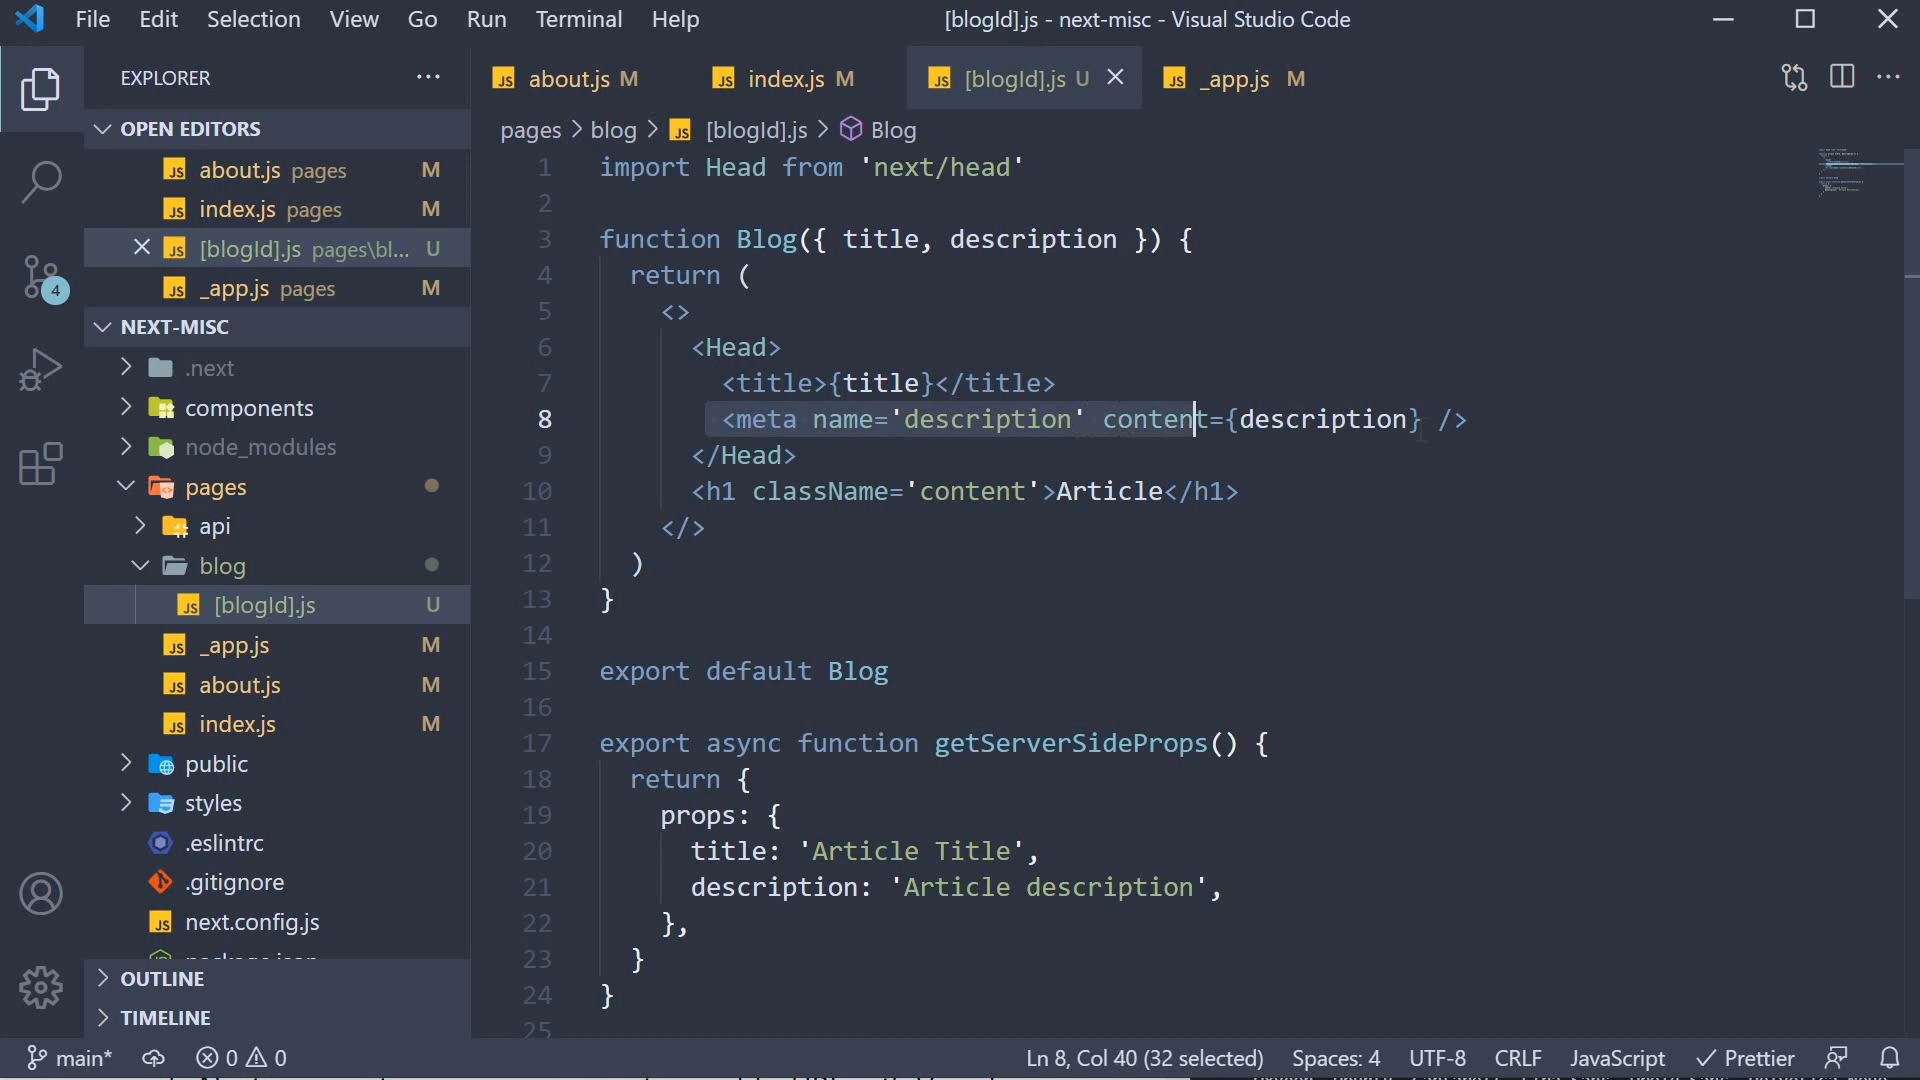 File Edit Selection View Go Run Terminal Help [blogId].js - next-misc - Visual Studio Code
EXPLORER
OPEN EDITORS
about.js pages M
index.js pages M
[blogId].js pages\bl... U
_app.js pages M
NEXT-MISC
.next
components
node_modules
pages
api
blog
[blogId].js U
_app.js M
about.js M
index.js M
public
styles
.eslintrc
.gitignore
next.config.js
OUTLINE
TIMELINE
4
about.js M index.js M [blogId].js U _app.js M
pages > blog > JS [blogId].js > Blog
1 import Head from 'next/head'
2
3 function Blog({ title, description }) {
4 return (
5 <>
6 <Head>
7 <title>{title}</title>
8 <meta name='description' content={description} />
9 </Head>
10 <h1 className='content'>Article</h1>
11 </>
12 )
13 }
14
15 export default Blog
16
17 export async function getServerSideProps() {
18 return {
19 props: {
20 title: 'Article Title',
21 description: 'Article description',
22 },
23 }
24 }
25
main* 0 0 Ln 8, Col 40 (32 selected) Spaces: 4 UTF-8 CRLF JavaScript Prettier